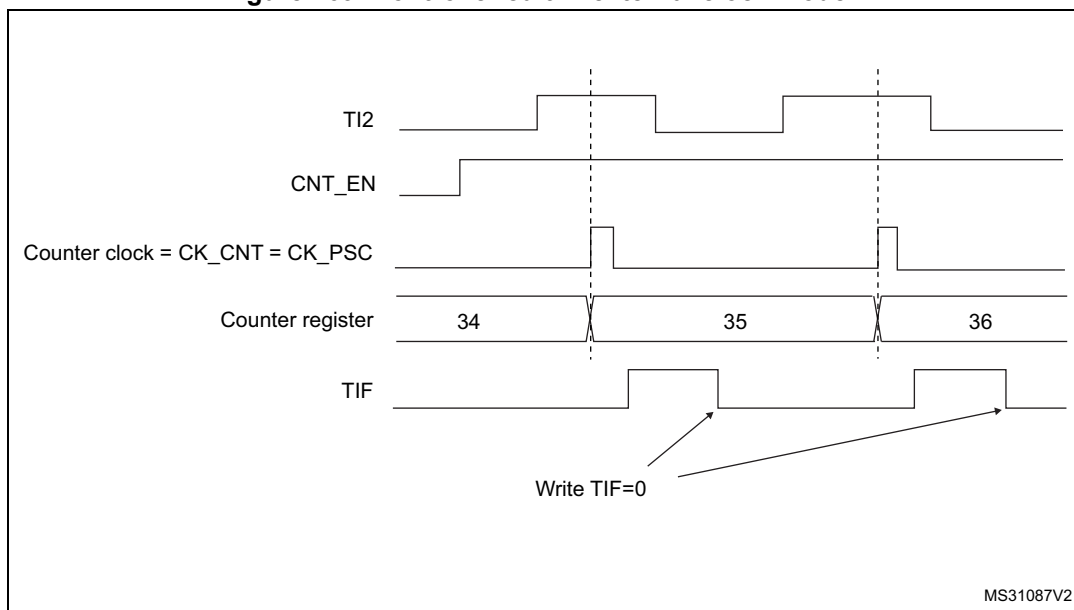 TI2
CNT_EN
Counter clock = CK_CNT = CK_PSC
Counter register
34
35
36
TIF
Write TIF=0
MS31087V2